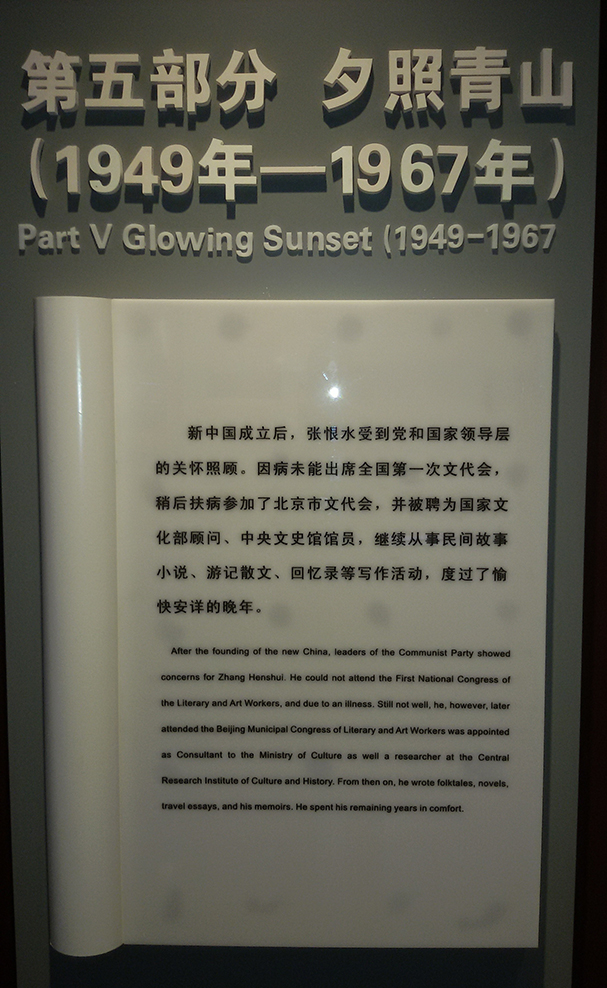 第五部分 夕照青山
(1949年—1967年)
Part V Glowing Sunset (1949-1967
新中国成立后，张恨水受到党和国家领导层
的关怀照顾。因病未能出席全国第一次文代会，
稍后扶病参加了北京市文代会，并被聘为国家文
化部顾问、中央文史馆馆员，继续从事民间故事
小说、游记散文、回忆录等写作活动，度过了愉
快安详的晚年。
After the founding of the new China, leaders of the Communist Party showed
concerns for Zhang Henshui. He could not attend the First National Congress of
the Literary and Art Workers, and due to an illness. Still not well, he, however, later
attended the Beijing Municipal Congress of Literary and Art Workers was appointed
as Consultant to the Ministry of Culture as well a researcher at the Central
Research Institute of Culture and History. From then on, he wrote folktales, novels,
travel essays, and his memoirs. He spent his remaining years in comfort.